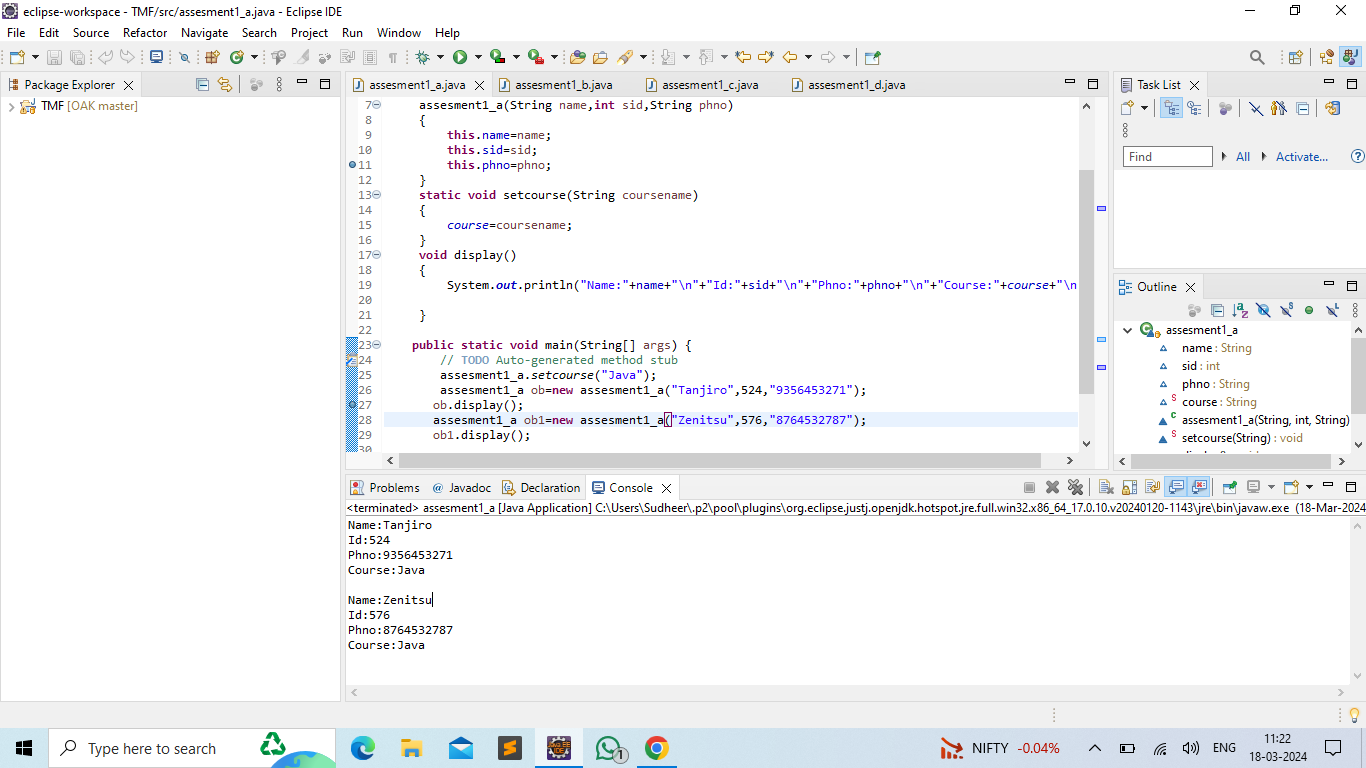 eclipse-workspace - TMF/src/assesment1_a.java - Eclipse IDE
File Edit Source Refactor Navigate Search Project Run Window Help
Package Explorer
TMF [OAK master]
assesment1_a.java assesment1_b.java assesment1_c.java assesment1_d.java
7 assesment1_a(String name,int sid,String phno)
8 {
9 this.name=name;
10 this.sid=sid;
11 this.phno=phno;
12 }
13 static void setcourse(String coursename)
14 {
15 course=coursename;
16 }
17 void display()
18 {
19 System.out.println("Name:"+name+"\n"+"Id:"+sid+"\n"+"Phno:"+phno+"\n"+"Course:"+course+"\n
20
21 }
22
23 public static void main(String[] args) {
24 // TODO Auto-generated method stub
25 assesment1_a.setcourse("Java");
26 assesment1_a ob=new assesment1_a("Tanjiro",524,"9356453271");
27 ob.display();
28 assesment1_a ob1=new assesment1_a("Zenitsu",576,"8764532787");
29 ob1.display();
30
Task List
Find All Activate...
Outline
assesment1_a
name : String
sid : int
phno : String
course : String
assesment1_a(String, int, String)
setcourse(String) : void
Problems Javadoc Declaration Console
<terminated> assesment1_a [Java Application] C:\Users\Sudheer\.p2\pool\plugins\org.eclipse.justj.openjdk.hotspot.jre.full.win32.x86_64_17.0.10.v20240120-1143\jre\bin\javaw.exe (18-Mar-2024
Name:Tanjiro
Id:524
Phno:9356453271
Course:Java
Name:Zenitsu
Id:576
Phno:8764532787
Course:Java
Type here to search
1
NIFTY -0.04%
ENG
11:22
18-03-2024